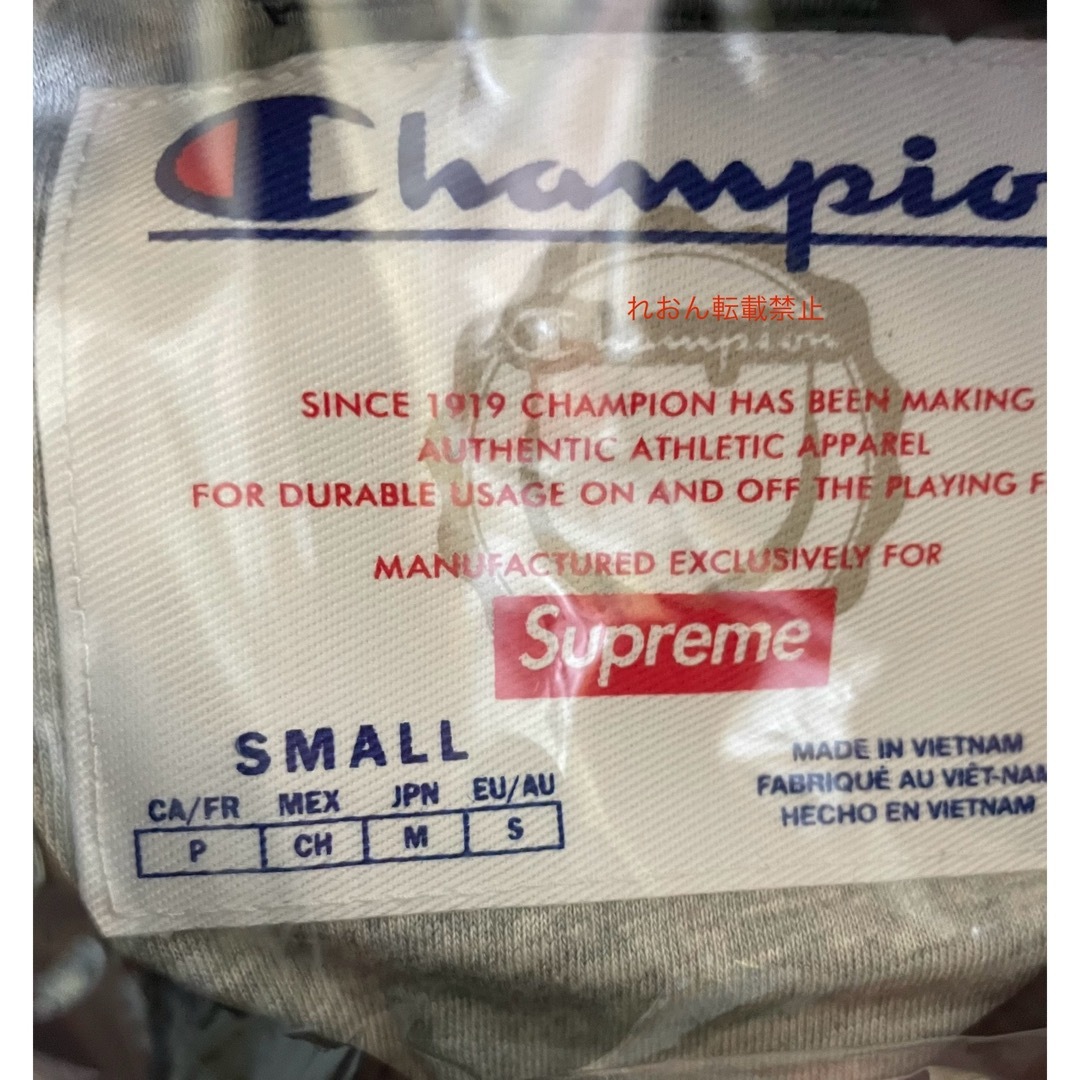 Champio
れおん転載禁止
Champion
SINCE 1919 CHAMPION HAS BEEN MAKING
AUTHENTIC ATHLETIC APPAREL
FOR DURABLE USAGE ON AND OFF THE PLAYING F
MANUFACTURED EXCLUSIVELY FOR
Supreme
SMALL
CA/FR MEX JPN EU/AU
P CH M S
MADE IN VIETNAM
FABRIQUÉ AU VIÊT-NAM
HECHO EN VIETNAM